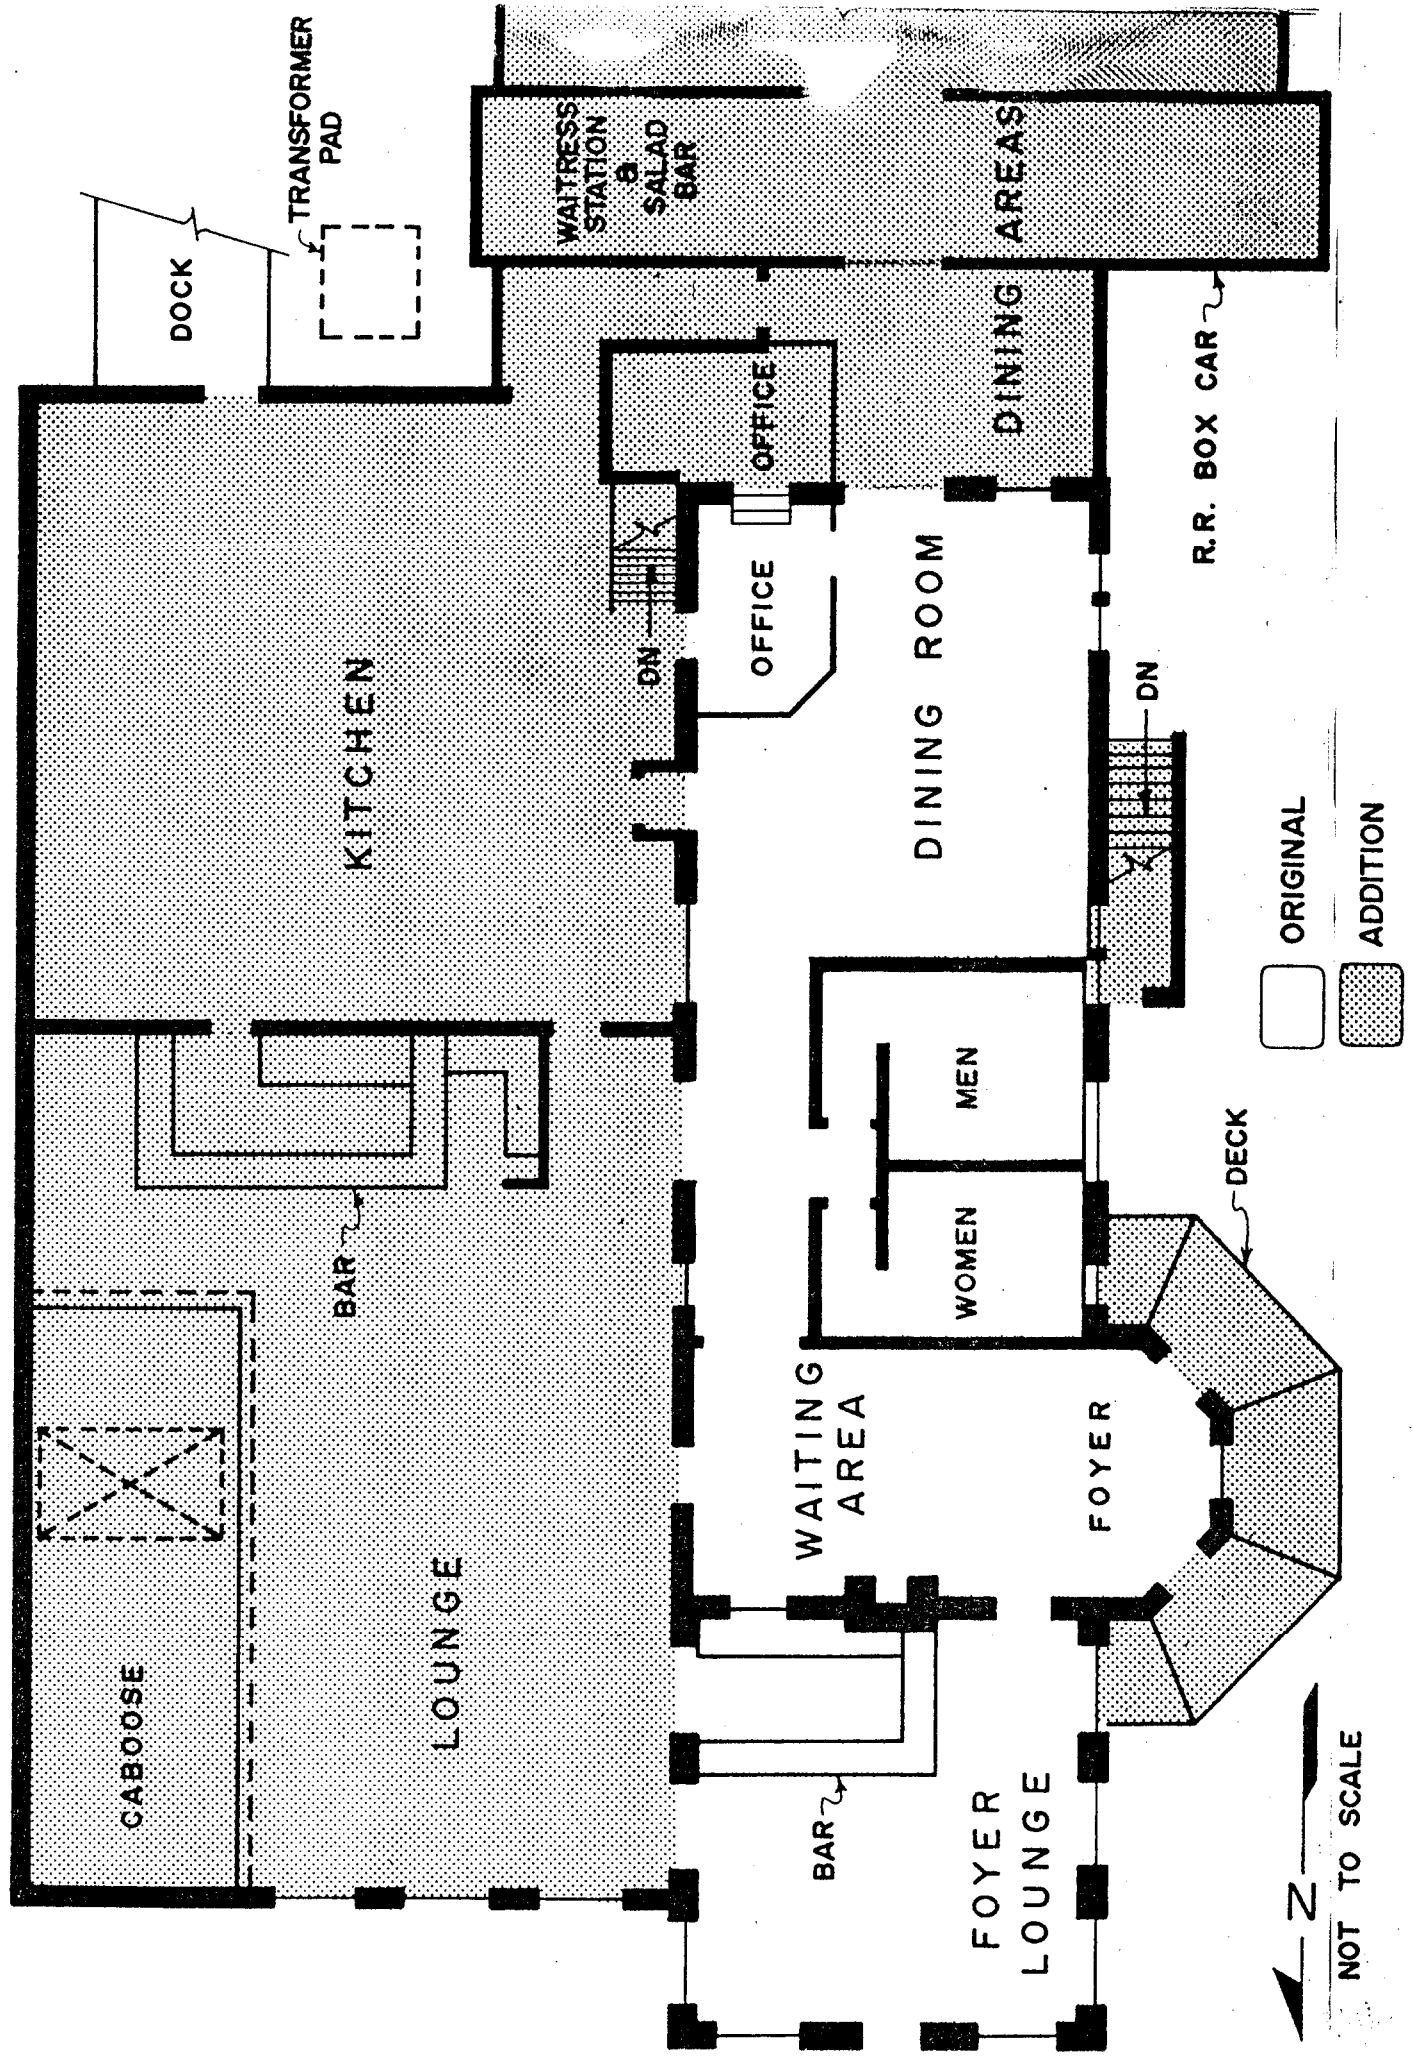 TRANSFORMER
PAD
DOCK
WAITRESS
STATION
&
SALAD
BAR
DINING AREAS
OFFICE
OFFICE
DN
KITCHEN
DINING ROOM
R.R. BOX CAR
DN
BAR
MEN
WOMEN
DECK
CABOOSE
LOUNGE
WAITING
AREA
FOYER
BAR
FOYER
LOUNGE
ORIGINAL
ADDITION
N
NOT TO SCALE